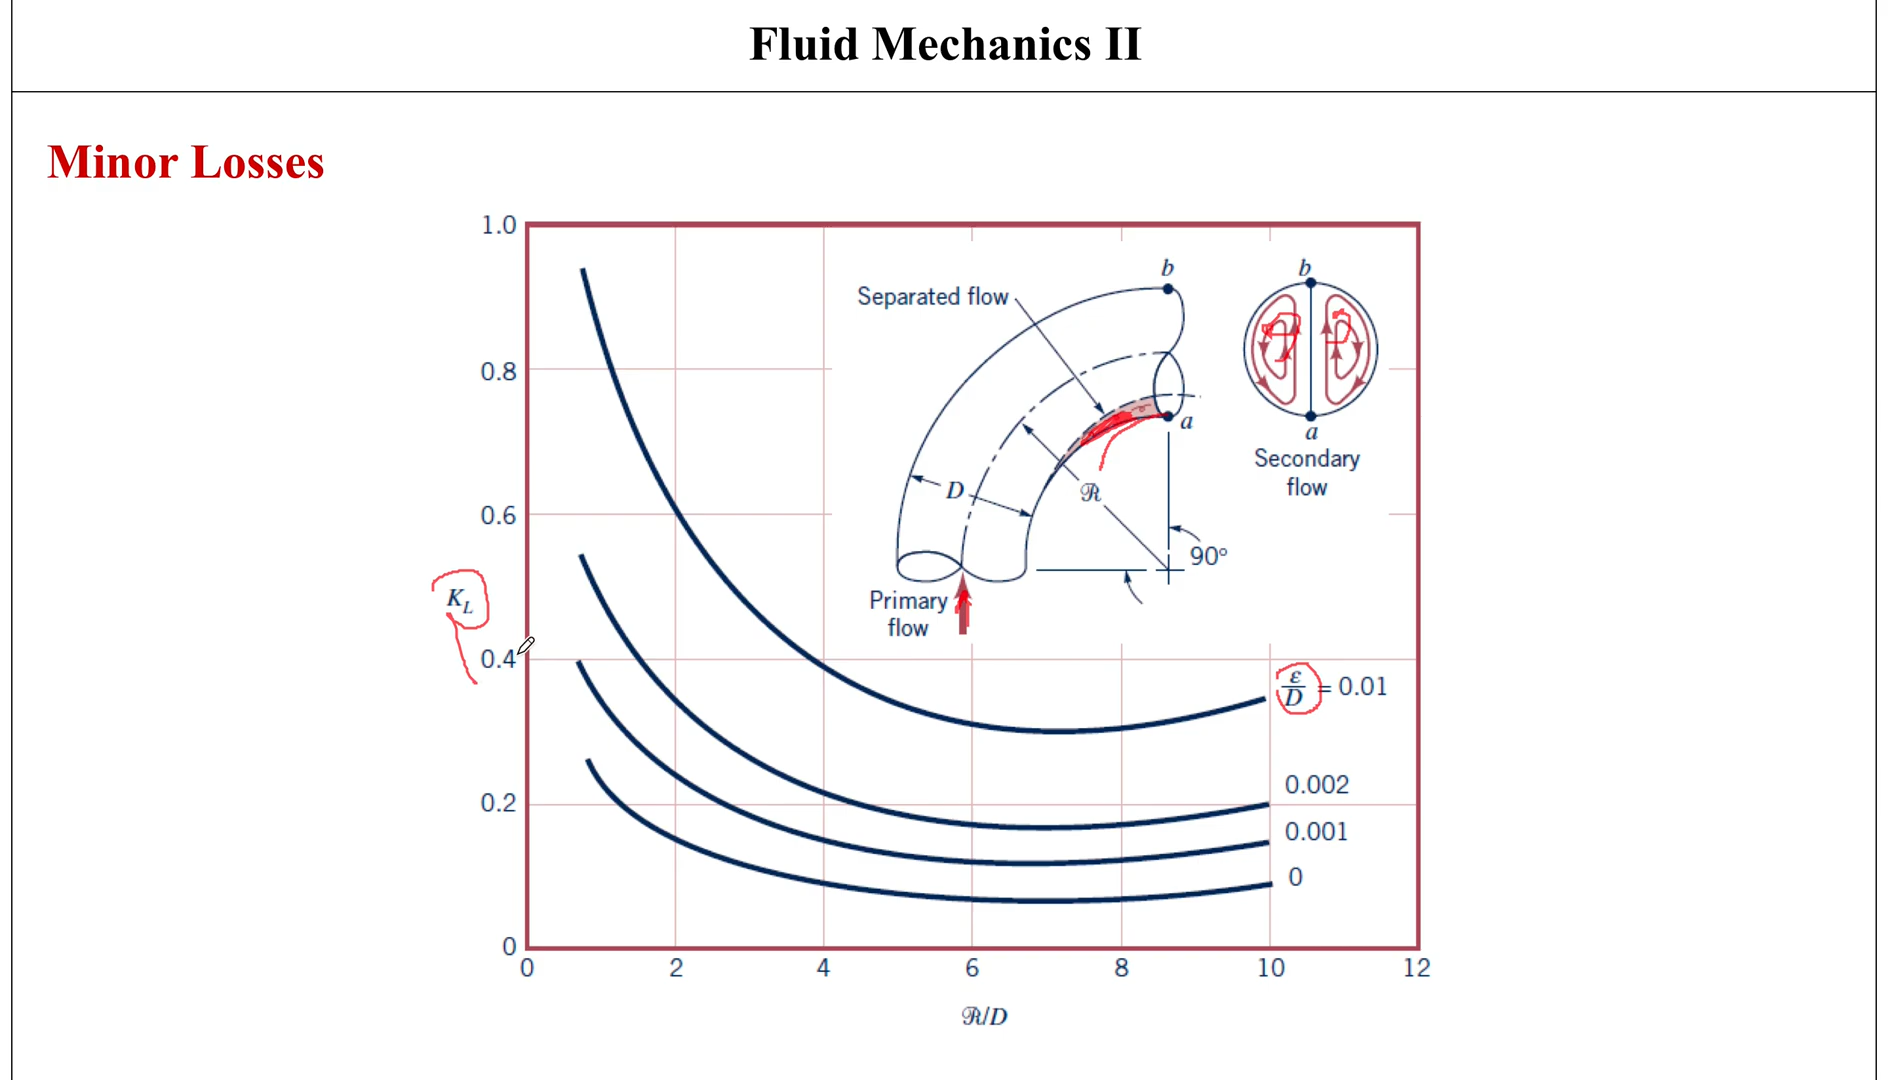 Fluid Mechanics II
Minor Losses
1.0
0.8
0.6
K_L
0.4
0.2
0
0 2 4 6 8 10 12
ℛ/D
Separated flow
b
a
D
ℛ
90°
Primary
flow
b
a
Secondary
flow
ε/D = 0.01
0.002
0.001
0